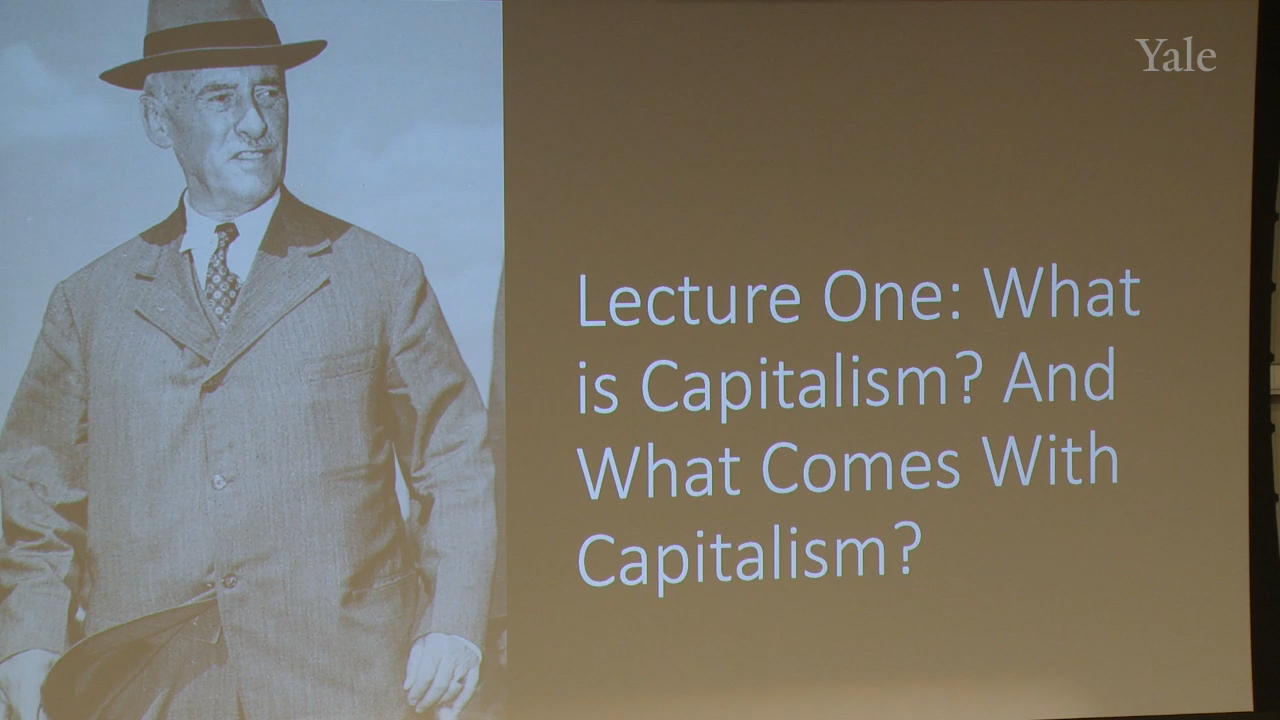 Yale
Lecture One: What
is Capitalism? And
What Comes With
Capitalism?